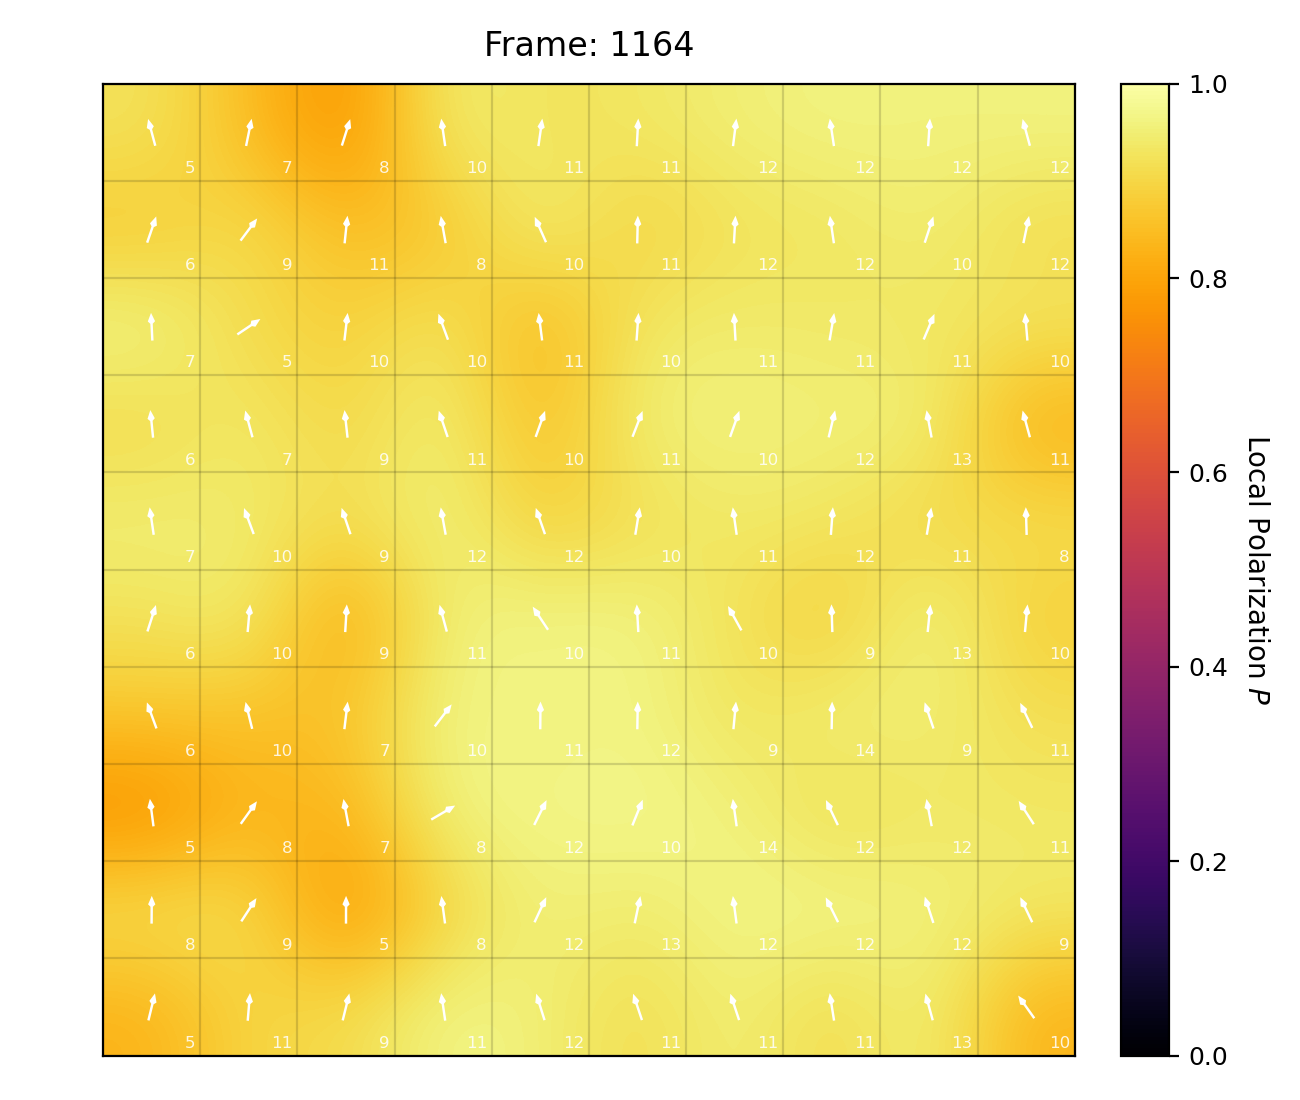 Frame: 1164
5 7 8 10 11 11 12 12 12 12
6 9 11 8 10 11 12 12 10 12
7 5 10 10 11 10 11 11 11 10
6 7 9 11 10 11 10 12 13 11
7 10 9 12 12 10 11 12 11 8
6 10 9 11 10 11 10 9 13 10
6 10 7 10 11 12 9 14 9 11
5 8 7 8 12 10 14 12 12 11
8 9 5 8 12 13 12 12 12 9
5 11 9 11 12 11 11 11 13 10
1.0
0.8
0.6
0.4
0.2
0.0
Local Polarization P